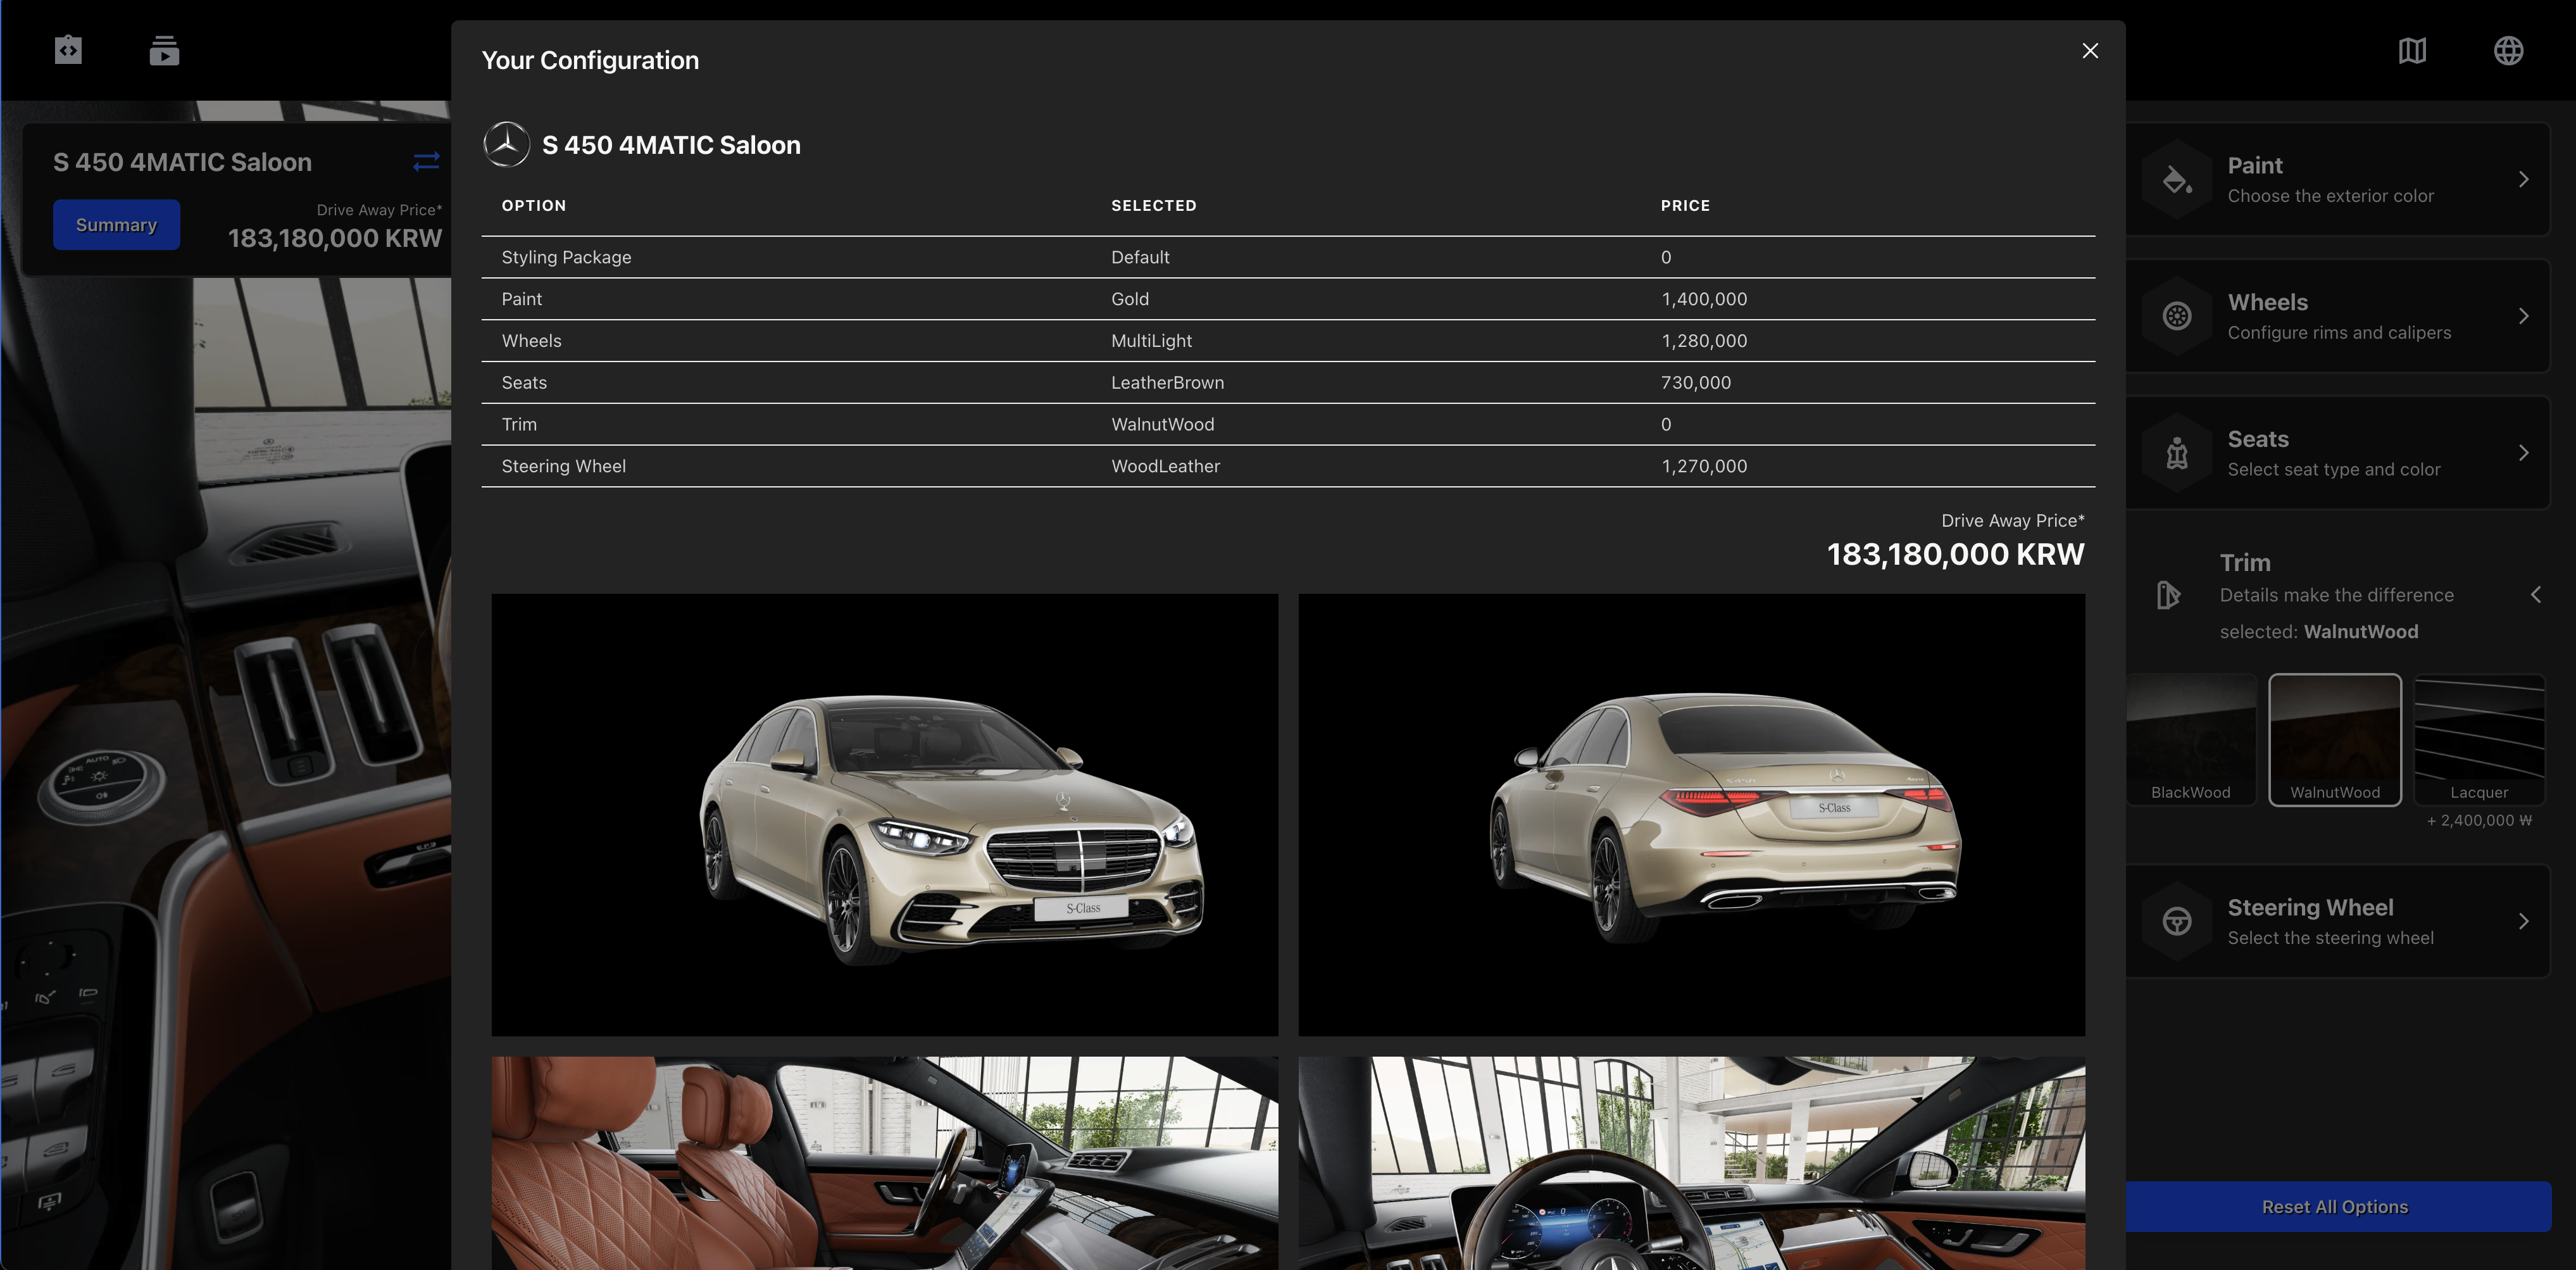 Your Configuration
S 450 4MATIC Saloon
OPTION SELECTED PRICE
Styling Package Default 0
Paint Gold 1,400,000
Wheels MultiLight 1,280,000
Seats LeatherBrown 730,000
Trim WalnutWood 0
Steering Wheel WoodLeather 1,270,000
Drive Away Price*
183,180,000 KRW
S-Class
S450
S-Class
S 450 4MATIC Saloon
Summary
Drive Away Price*
183,180,000 KRW
AUTO
Paint
Choose the exterior color
Wheels
Configure rims and calipers
Seats
Select seat type and color
Trim
Details make the difference
selected: WalnutWood
BlackWood
WalnutWood
Lacquer
+ 2,400,000 ₩
Steering Wheel
Select the steering wheel
Reset All Options